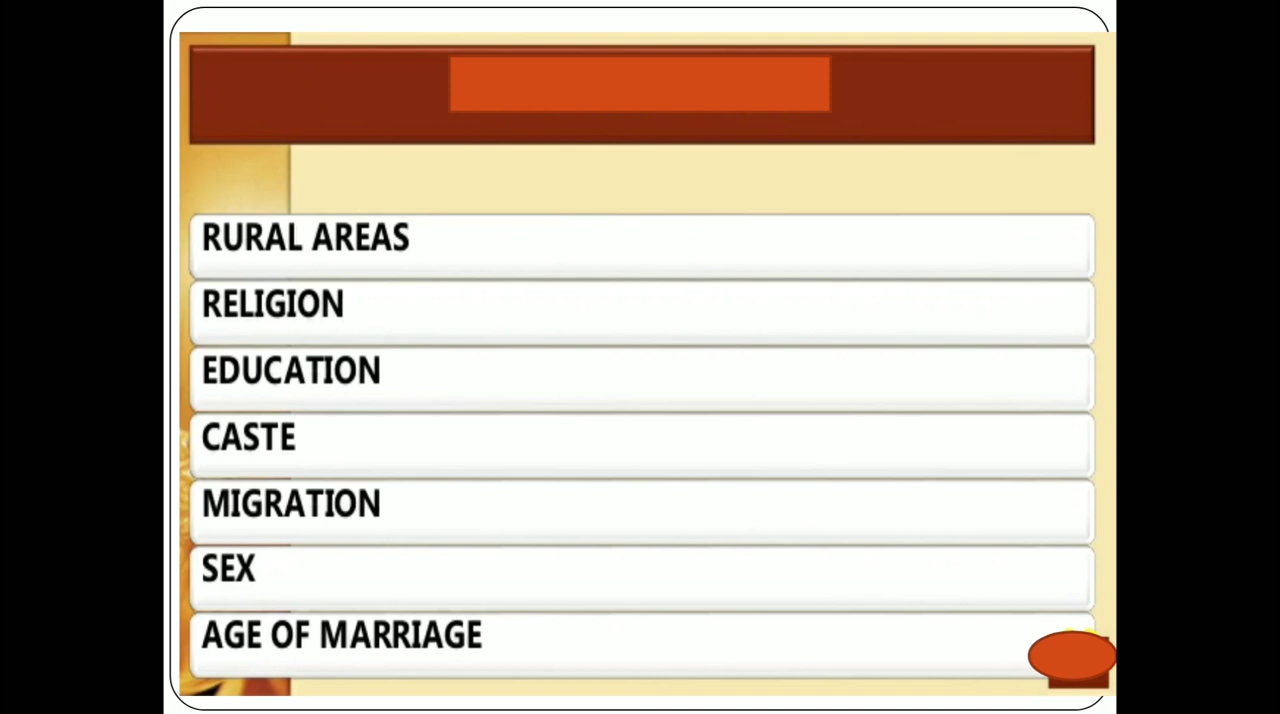 RURAL AREAS
RELIGION
EDUCATION
CASTE
MIGRATION
SEX
AGE OF MARRIAGE